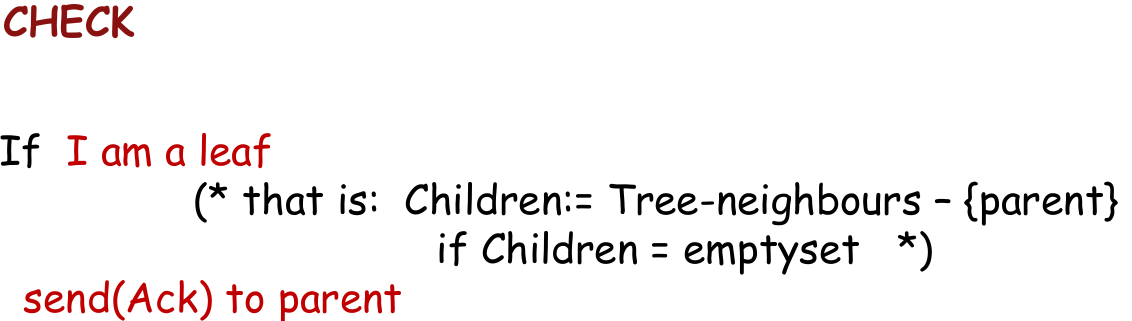 CHECK
If I am a leaf
(* that is: Children:= Tree-neighbours – {parent}
if Children = emptyset *)
send(Ack) to parent